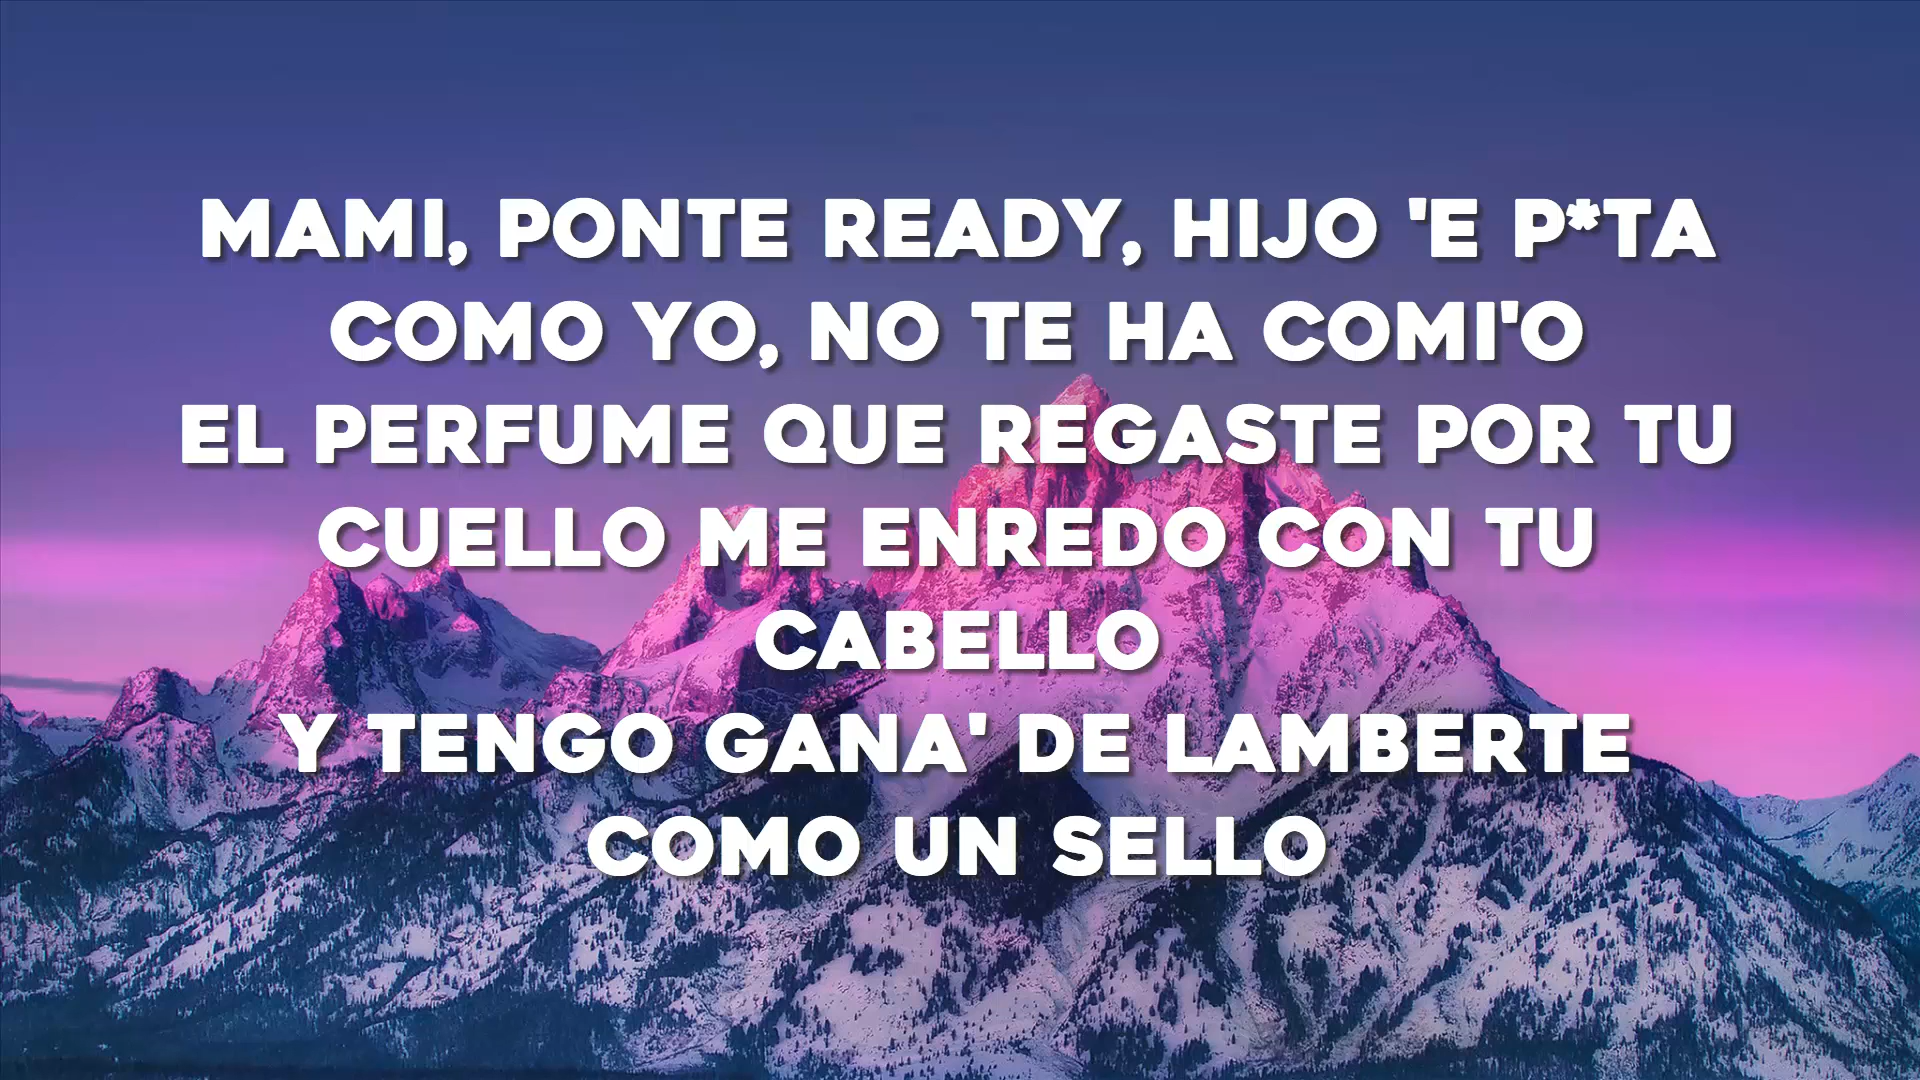 MAMI, PONTE READY, HIJO 'E P*TA
COMO YO, NO TE HA COMI'O
EL PERFUME QUE REGASTE POR TU
CUELLO ME ENREDO CON TU
CABELLO
Y TENGO GANA' DE LAMBERTE
COMO UN SELLO